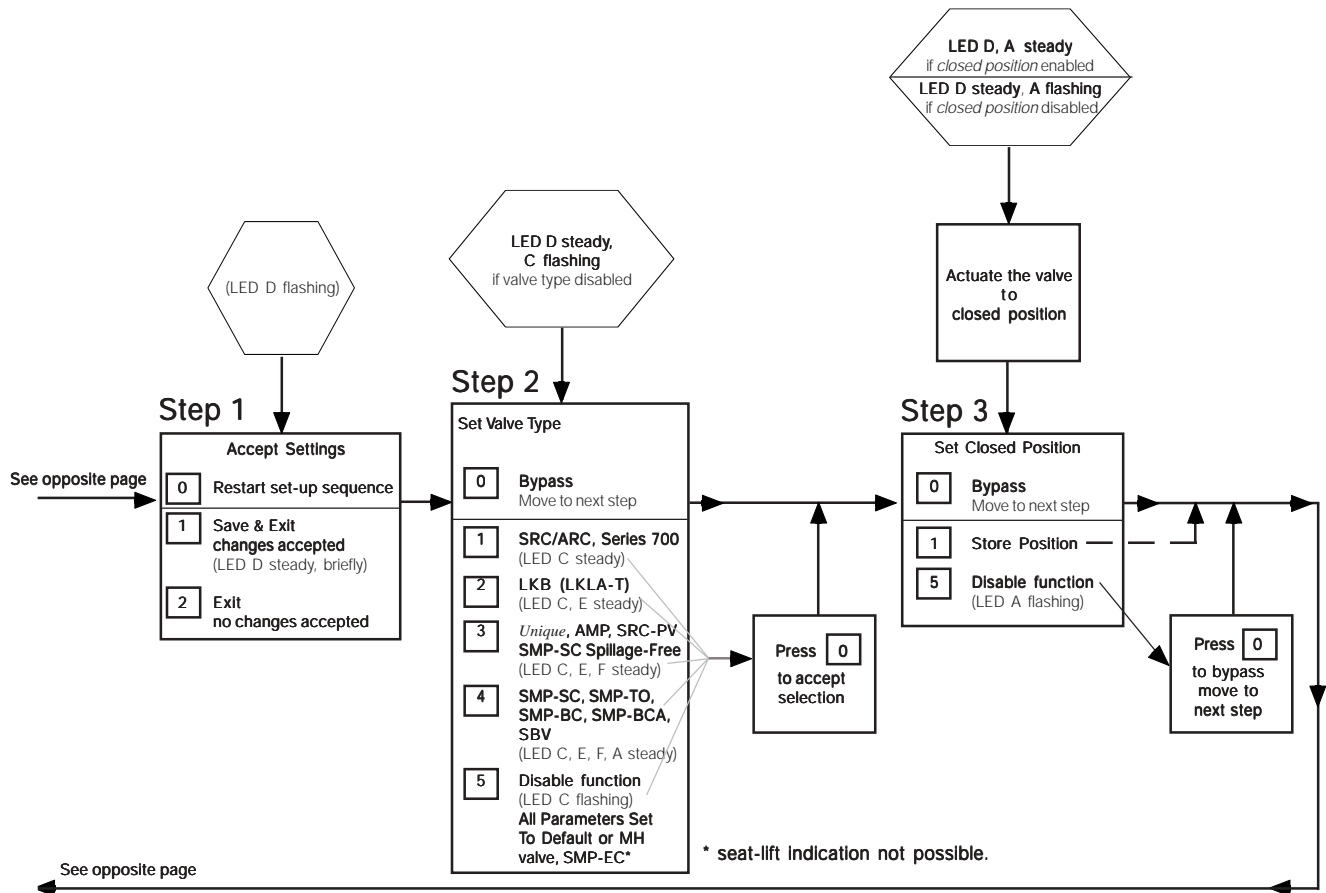 LED D, A steady
if closed position enabled
LED D steady, A flashing
if closed position disabled
LED D steady,
C flashing
if valve type disabled
(LED D flashing)
Actuate the valve
to
closed position
Step 1
Accept Settings
See opposite page
0 Restart set-up sequence
1 Save & Exit
changes accepted
(LED D steady, briefly)
2 Exit
no changes accepted
Step 2
Set Valve Type
0 Bypass
Move to next step
1 SRC/ARC, Series 700
(LED C steady)
2 LKB (LKLA-T)
(LED C, E steady)
3 Unique, AMP, SRC-PV
SMP-SC Spillage-Free
(LED C, E, F steady)
4 SMP-SC, SMP-TO,
SMP-BC, SMP-BCA,
SBV
(LED C, E, F, A steady)
5 Disable function
(LED C flashing)
All Parameters Set
To Default or MH
valve, SMP-EC*
Press 0
to accept
selection
Step 3
Set Closed Position
0 Bypass
Move to next step
1 Store Position
5 Disable function
(LED A flashing)
Press 0
to bypass
move to
next step
* seat-lift indication not possible.
See opposite page